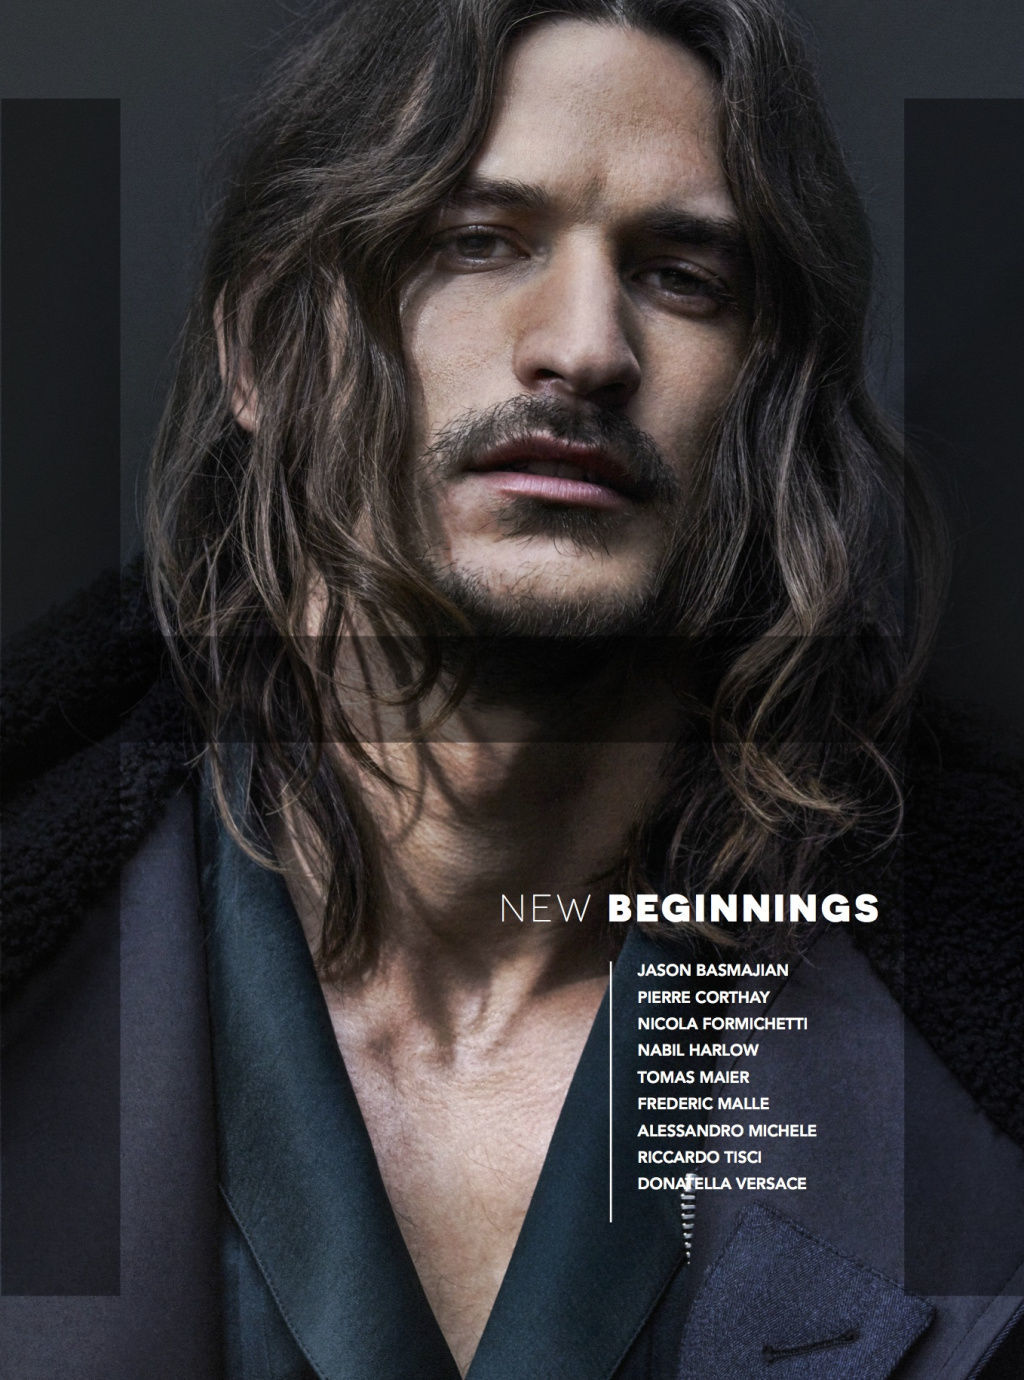 NEW BEGINNINGS
JASON BASMAJIAN
PIERRE CORTHAY
NICOLA FORMICHETTI
NABIL HARLOW
TOMAS MAIER
FREDERIC MALLE
ALESSANDRO MICHELE
RICCARDO TISCI
DONATELLA VERSACE